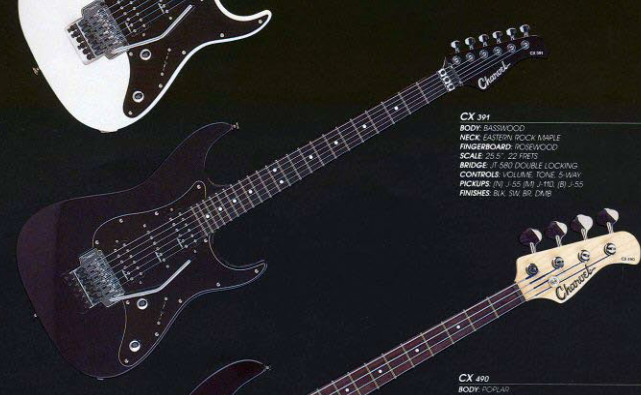 Charvel
CX 391
CX 391
BODY: BASSWOOD
NECK: EASTERN ROCK MAPLE
FINGERBOARD: ROSEWOOD
SCALE: 25.5", 22 FRETS
BRIDGE: JT-580 DOUBLE LOCKING
CONTROLS: VOLUME, TONE, 5-WAY
PICKUPS: (N) J-55 (M) J-110, (B) J-55
FINISHES: BLK, SW, BR, DMB
Charvel
CX 490
BODY: POPLAR